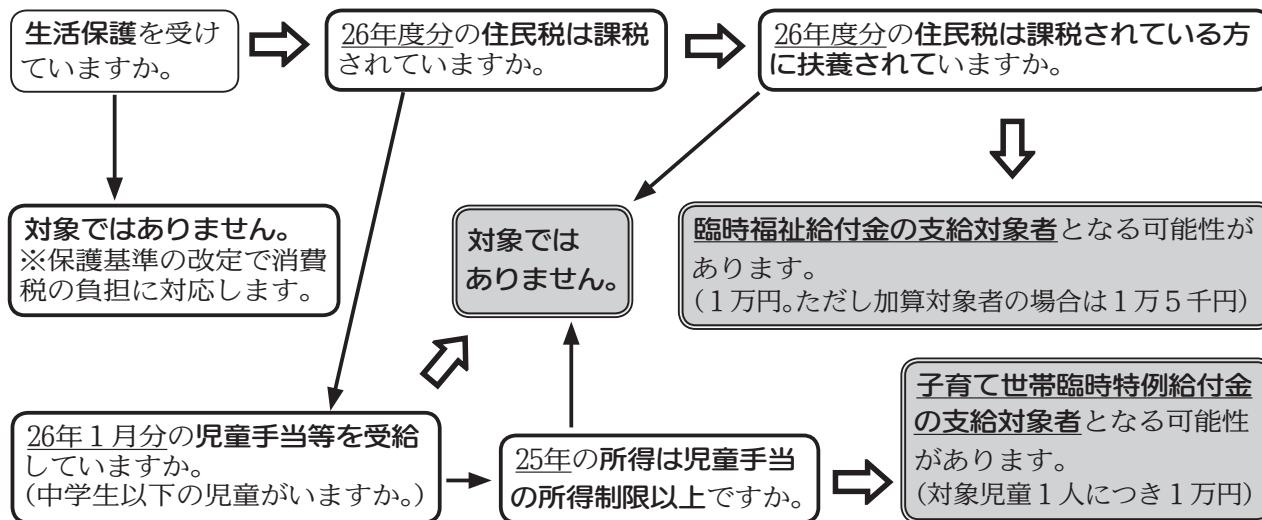 生活保護を受け
ていますか。
26年度分の住民税は課税
されていますか。
26年度分の住民税は課税されている方
に扶養されていますか。
対象ではありません。
※保護基準の改定で消費
税の負担に対応します。
対象では
ありません。
臨時福祉給付金の支給対象者となる可能性が
あります。
（１万円。ただし加算対象者の場合は１万５千円）
26年１月分の児童手当等を受給
していますか。
（中学生以下の児童がいますか。）
25年の所得は児童手当
の所得制限以上ですか。
子育て世帯臨時特例給付金
の支給対象者となる可能性
があります。
（対象児童１人につき１万円）